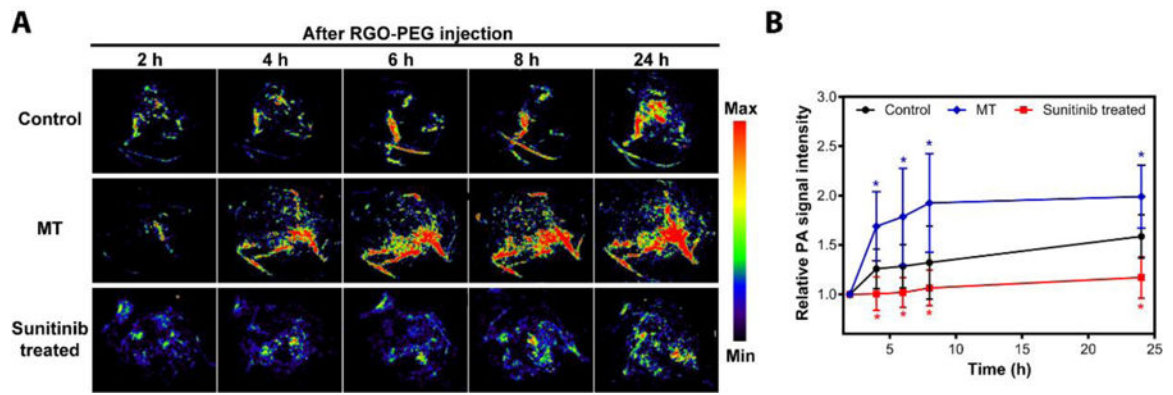 A
After RGO-PEG injection
2 h 4 h 6 h 8 h 24 h
Control
MT
Sunitinib
treated
Max
Min
B
Relative PA signal intensity
3.0
2.5
2.0
1.5
1.0
Control MT Sunitinib treated
* * * *
* * * *
5 10 15 20 25
Time (h)